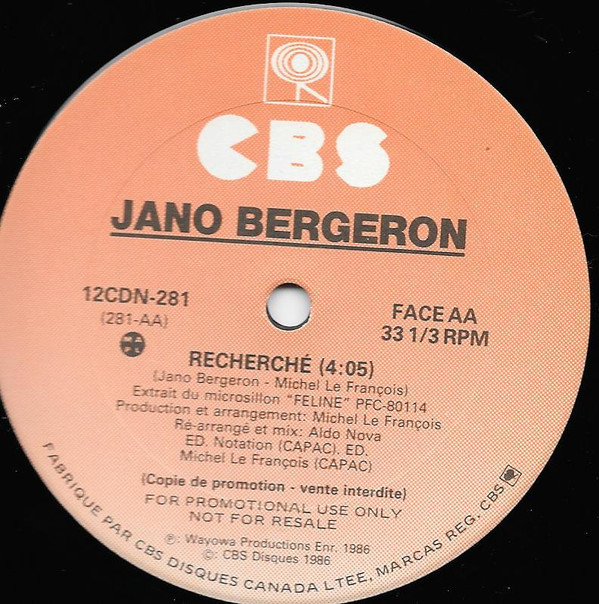 CBS
JANO BERGERON
12CDN-281
(281-AA)
FACE AA
33 1/3 RPM
MAPL
RECHERCHÉ (4:05)
(Jano Bergeron - Michel Le François)
Extrait du microsillon "FELINE" PFC-80114
Production et arrangement: Michel Le François
Ré-arrangé et mix: Aldo Nova
ED. Notation (CAPAC). ED.
Michel Le François (CAPAC)
(Copie de promotion - vente interdite)
FOR PROMOTIONAL USE ONLY
NOT FOR RESALE
Ⓟ: Wayowa Productions Enr. 1986
©: CBS Disques 1986
FABRIQUE PAR CBS DISQUES CANADA LTEE, MARCAS REG. CBS